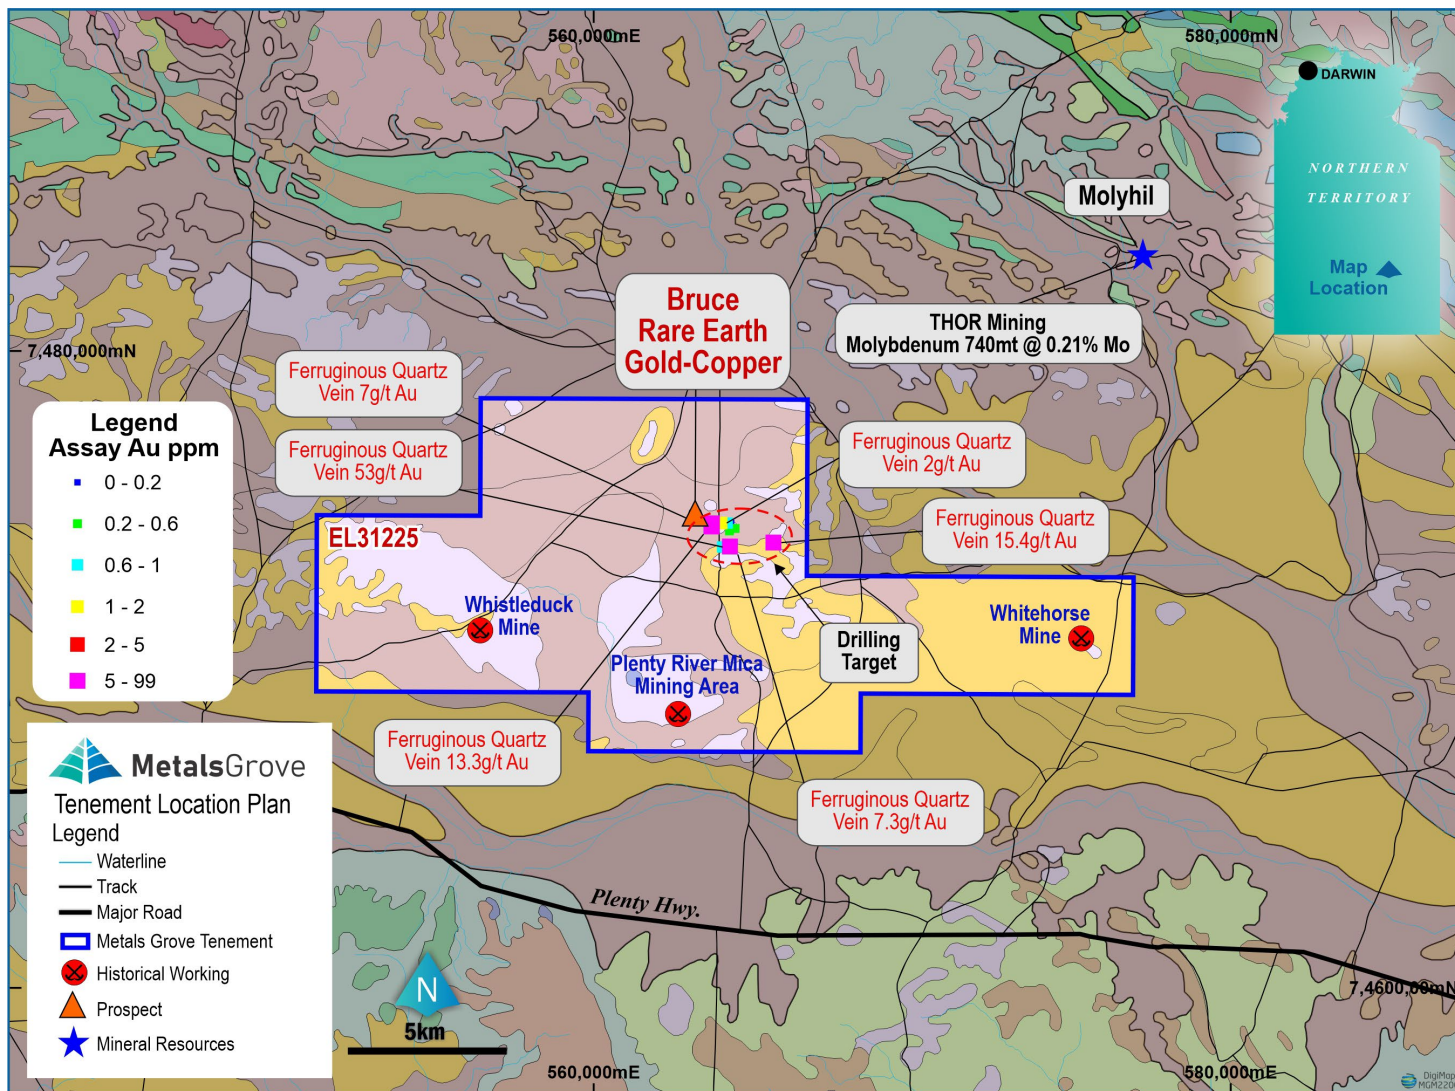 560,000mE
580,000mN
DARWIN
NORTHERN
TERRITORY
Map
Location
Molyhil
THOR Mining
Molybdenum 740mt @ 0.21% Mo
Bruce
Rare Earth
Gold-Copper
7,480,000mN
Ferruginous Quartz
Vein 7g/t Au
Ferruginous Quartz
Vein 53g/t Au
Ferruginous Quartz
Vein 2g/t Au
Ferruginous Quartz
Vein 15.4g/t Au
Legend
Assay Au ppm
0 - 0.2
0.2 - 0.6
0.6 - 1
1 - 2
2 - 5
5 - 99
EL31225
Whistleduck
Mine
Plenty River Mica
Mining Area
Drilling
Target
Whitehorse
Mine
Ferruginous Quartz
Vein 13.3g/t Au
Ferruginous Quartz
Vein 7.3g/t Au
MetalsGrove
Tenement Location Plan
Legend
Waterline
Track
Major Road
Metals Grove Tenement
Historical Working
Prospect
Mineral Resources
Plenty Hwy.
N
5km
7,4600,00mN
560,000mE
580,000mE
DigiMap